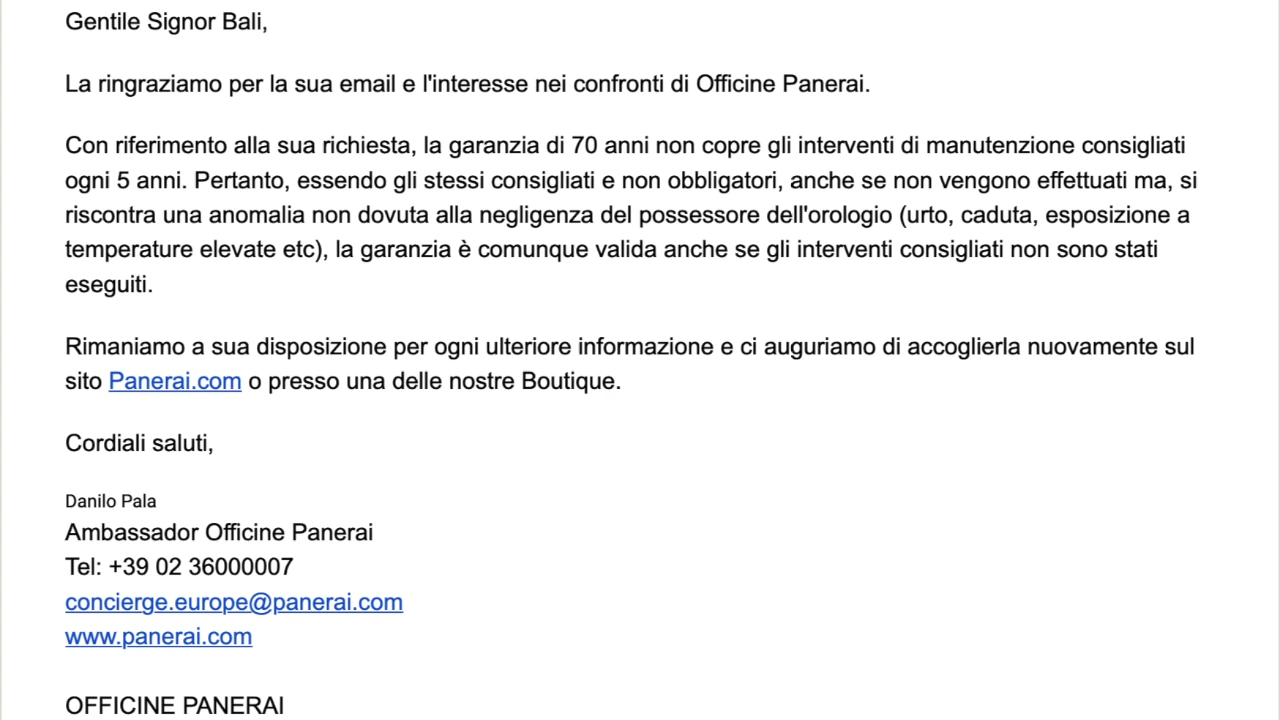 Gentile Signor Bali,
La ringraziamo per la sua email e l'interesse nei confronti di Officine Panerai.
Con riferimento alla sua richiesta, la garanzia di 70 anni non copre gli interventi di manutenzione consigliati
ogni 5 anni. Pertanto, essendo gli stessi consigliati e non obbligatori, anche se non vengono effettuati ma, si
riscontra una anomalia non dovuta alla negligenza del possessore dell'orologio (urto, caduta, esposizione a
temperature elevate etc), la garanzia è comunque valida anche se gli interventi consigliati non sono stati
eseguiti.
Rimaniamo a sua disposizione per ogni ulteriore informazione e ci auguriamo di accoglierla nuovamente sul
sito Panerai.com o presso una delle nostre Boutique.
Cordiali saluti,
Danilo Pala
Ambassador Officine Panerai
Tel: +39 02 36000007
concierge.europe@panerai.com
www.panerai.com
OFFICINE PANERAI